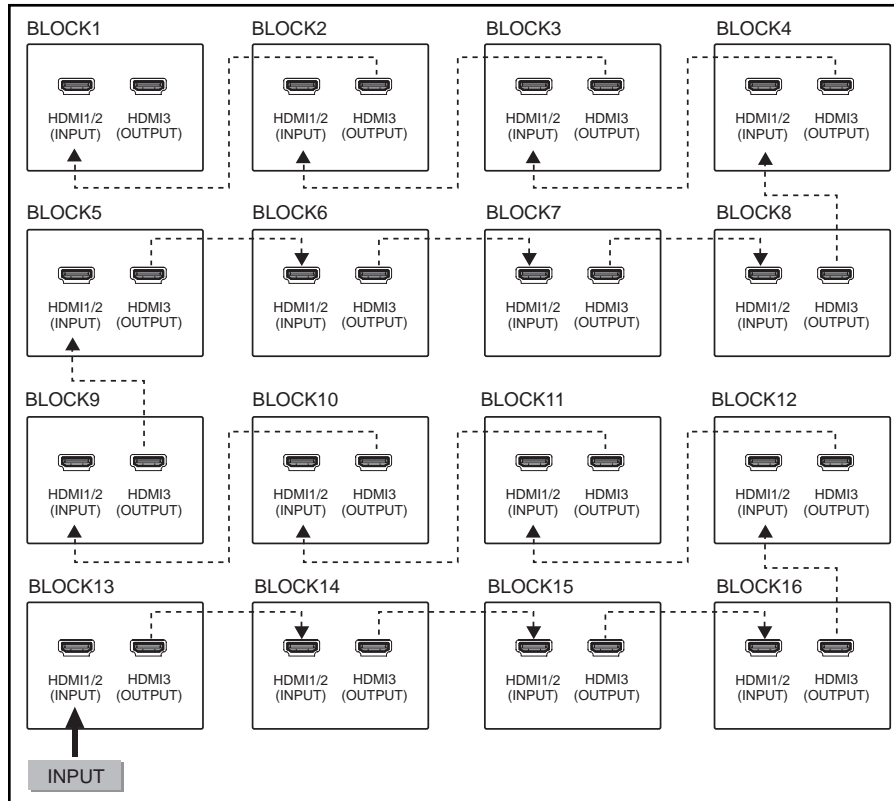 BLOCK1 BLOCK2 BLOCK3 BLOCK4
HDMI1/2 HDMI3 HDMI1/2 HDMI3 HDMI1/2 HDMI3 HDMI1/2 HDMI3
(INPUT) (OUTPUT) (INPUT) (OUTPUT) (INPUT) (OUTPUT) (INPUT) (OUTPUT)
BLOCK5 BLOCK6 BLOCK7 BLOCK8
HDMI1/2 HDMI3 HDMI1/2 HDMI3 HDMI1/2 HDMI3 HDMI1/2 HDMI3
(INPUT) (OUTPUT) (INPUT) (OUTPUT) (INPUT) (OUTPUT) (INPUT) (OUTPUT)
BLOCK9 BLOCK10 BLOCK11 BLOCK12
HDMI1/2 HDMI3 HDMI1/2 HDMI3 HDMI1/2 HDMI3 HDMI1/2 HDMI3
(INPUT) (OUTPUT) (INPUT) (OUTPUT) (INPUT) (OUTPUT) (INPUT) (OUTPUT)
BLOCK13 BLOCK14 BLOCK15 BLOCK16
HDMI1/2 HDMI3 HDMI1/2 HDMI3 HDMI1/2 HDMI3 HDMI1/2 HDMI3
(INPUT) (OUTPUT) (INPUT) (OUTPUT) (INPUT) (OUTPUT) (INPUT) (OUTPUT)
INPUT